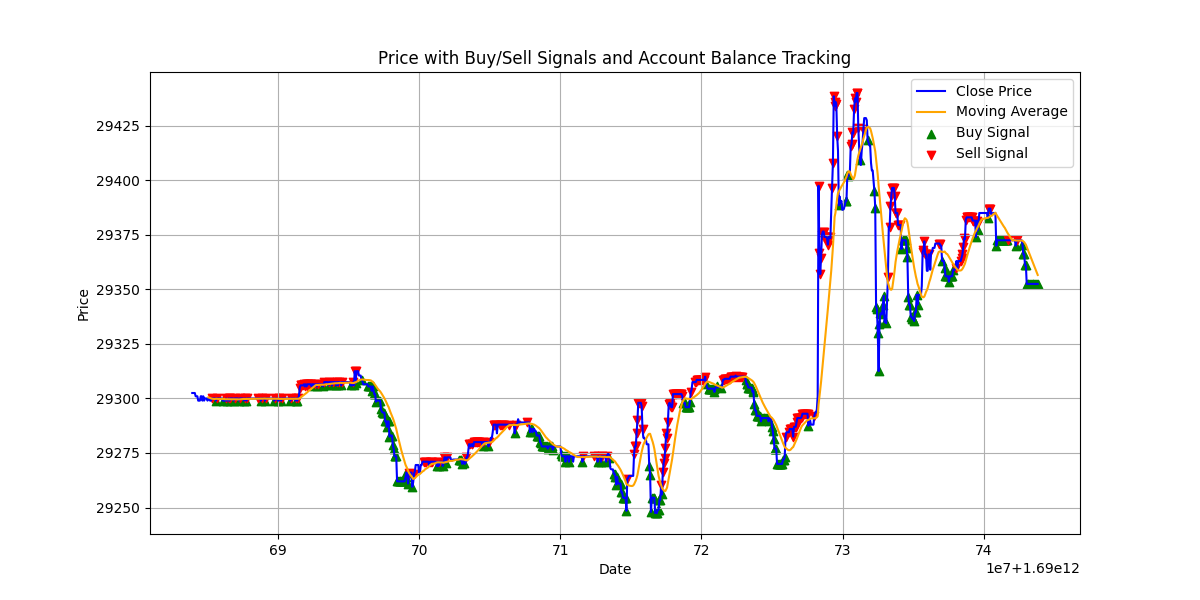 Price with Buy/Sell Signals and Account Balance Tracking
Close Price
Moving Average
Buy Signal
Sell Signal
29425
29400
29375
29350
29325
29300
29275
29250
Price
69 70 71 72 73 74
Date
1e7+1.69e12